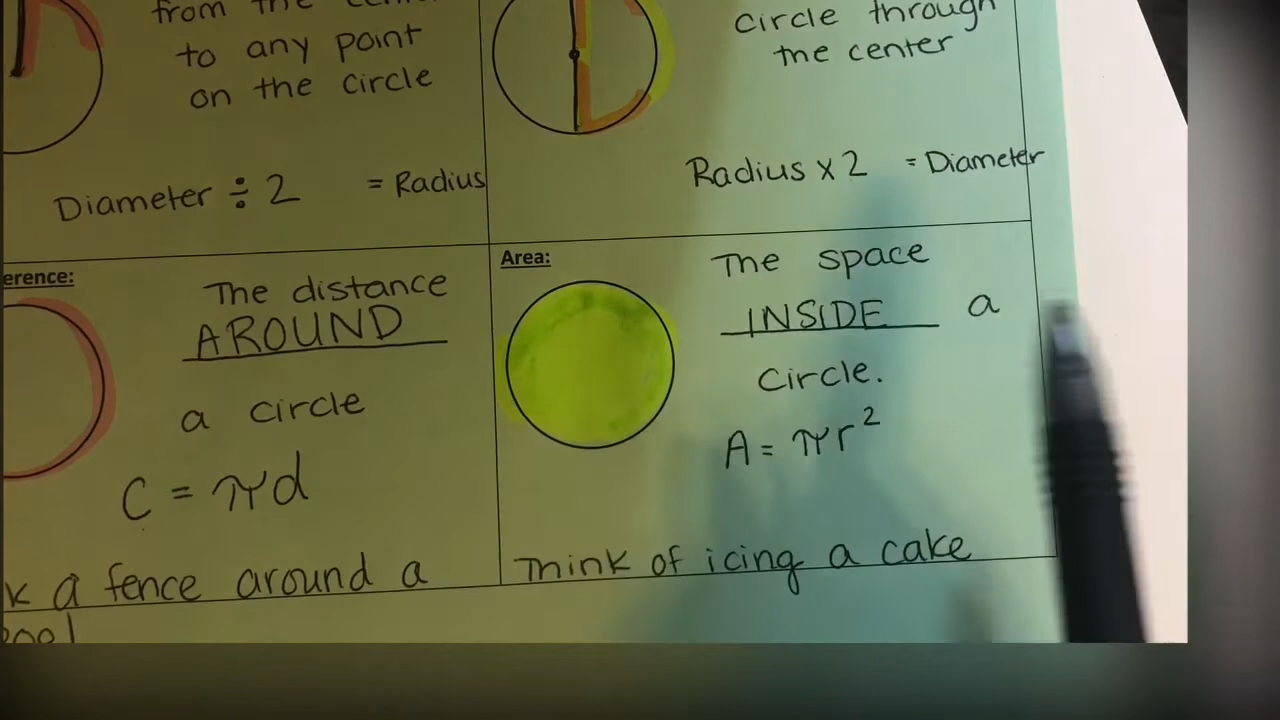 from the
to any point
on the circle
Diameter ÷ 2 = Radius
circle through
the center
Radius x 2 = Diameter
erence:
The distance
AROUND
a circle
C = πd
k a fence around a
ool
Area:
The space
INSIDE a
circle.
A = πr²
Think of icing a cake